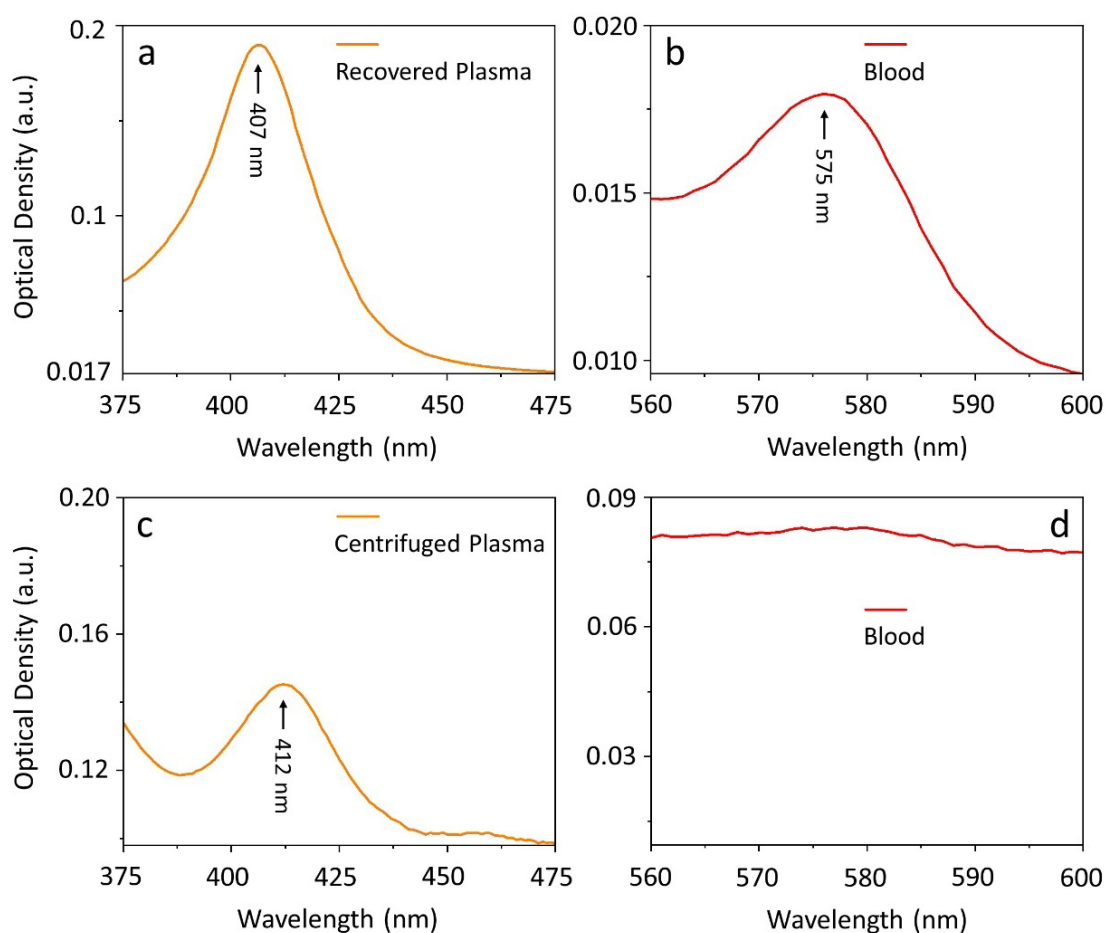 a
Recovered Plasma
407 nm
0.2
0.1
0.017
Optical Density (a.u.)
375 400 425 450 475
Wavelength (nm)
b
Blood
575 nm
0.020
0.015
0.010
560 570 580 590 600
Wavelength (nm)
c
Centrifuged Plasma
412 nm
0.20
0.16
0.12
Optical Density (a.u.)
375 400 425 450 475
Wavelength (nm)
d
Blood
0.09
0.06
0.03
560 570 580 590 600
Wavelength (nm)